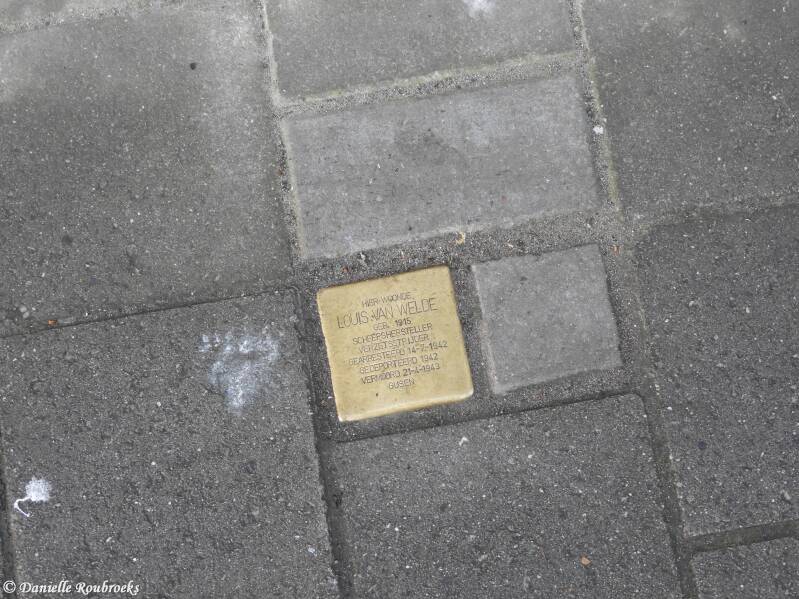 HIER WOONDE
LOUIS VAN WELDE
GEB. 1915
SCHEEPSHERSTELLER
VERZETSSTRIJDER
GEARRESTEERD 14-7-1942
GEDEPORTEERD 1942
VERMOORD 21-4-1943
GUSEN
© Danielle Roubroeks